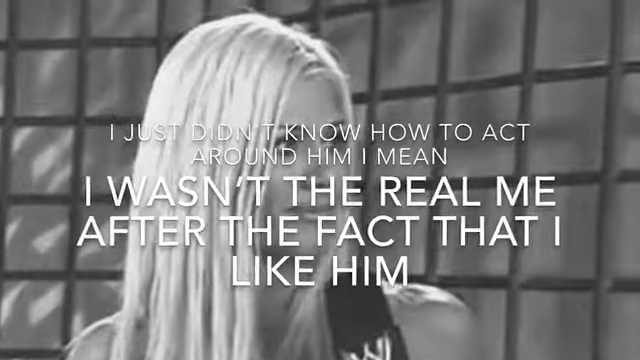 I JUST DIDN'T KNOW HOW TO ACT
AROUND HIM I MEAN
I WASN'T THE REAL ME
AFTER THE FACT THAT I
LIKE HIM